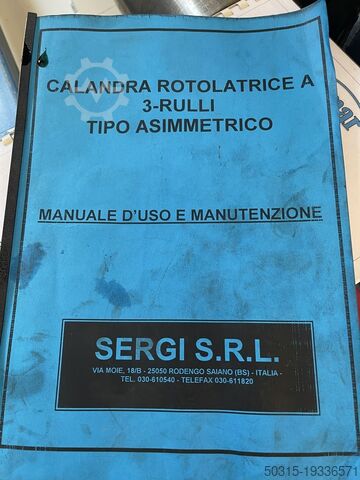 CALANDRA ROTOLATRICE A
3-RULLI
TIPO ASIMMETRICO
MANUALE D'USO E MANUTENZIONE
SERGI S.R.L.
VIA MOIE, 18/B - 25050 RODENGO SAIANO (BS) - ITALIA -
TEL. 030-610540 - TELEFAX 030-611820
50315-19336571